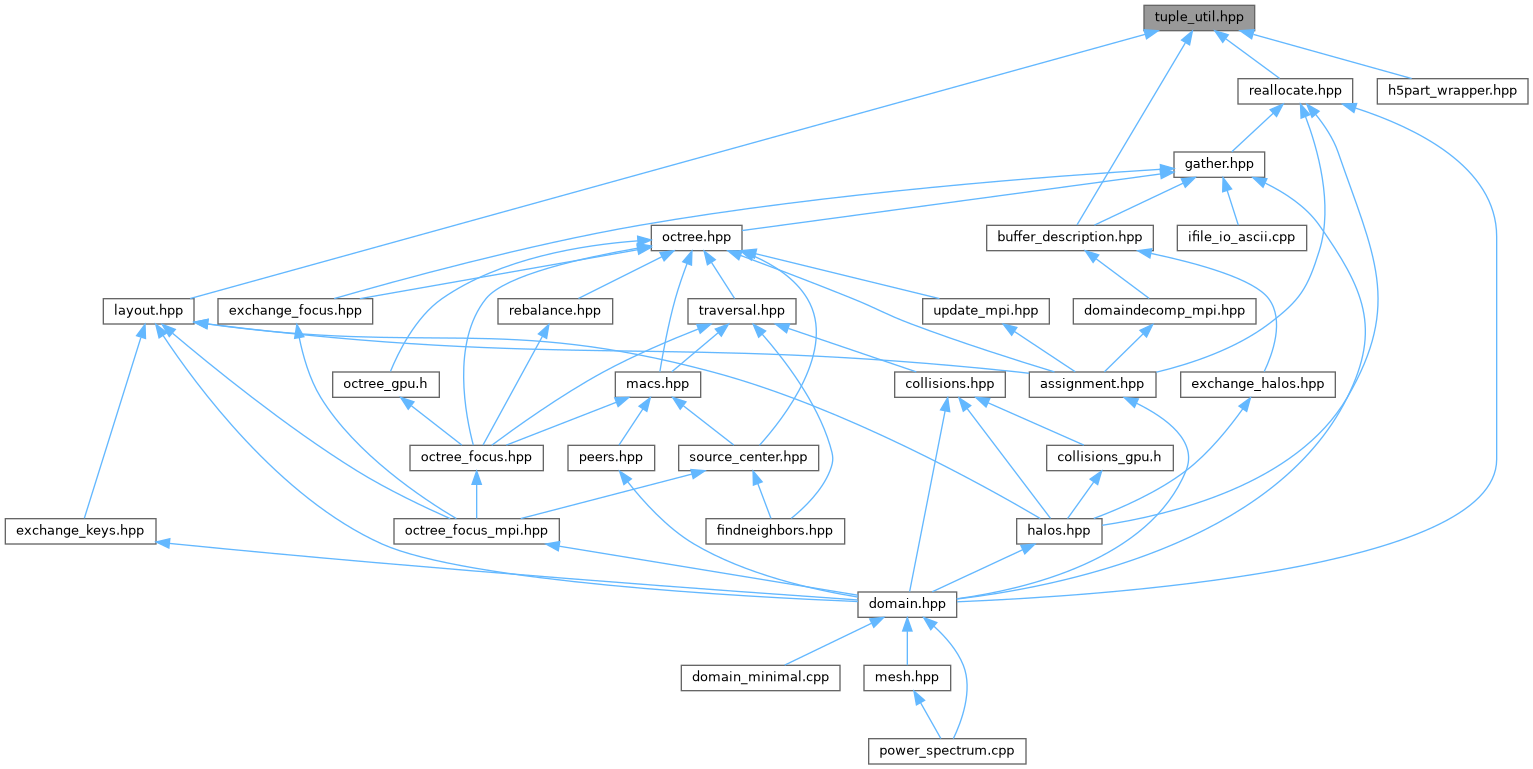 tuple_util.hpp
reallocate.hpp
h5part_wrapper.hpp
gather.hpp
octree.hpp
buffer_description.hpp
ifile_io_ascii.cpp
layout.hpp
exchange_focus.hpp
rebalance.hpp
traversal.hpp
update_mpi.hpp
domaindecomp_mpi.hpp
octree_gpu.h
macs.hpp
collisions.hpp
assignment.hpp
exchange_halos.hpp
octree_focus.hpp
peers.hpp
source_center.hpp
collisions_gpu.h
exchange_keys.hpp
octree_focus_mpi.hpp
findneighbors.hpp
halos.hpp
domain.hpp
domain_minimal.cpp
mesh.hpp
power_spectrum.cpp